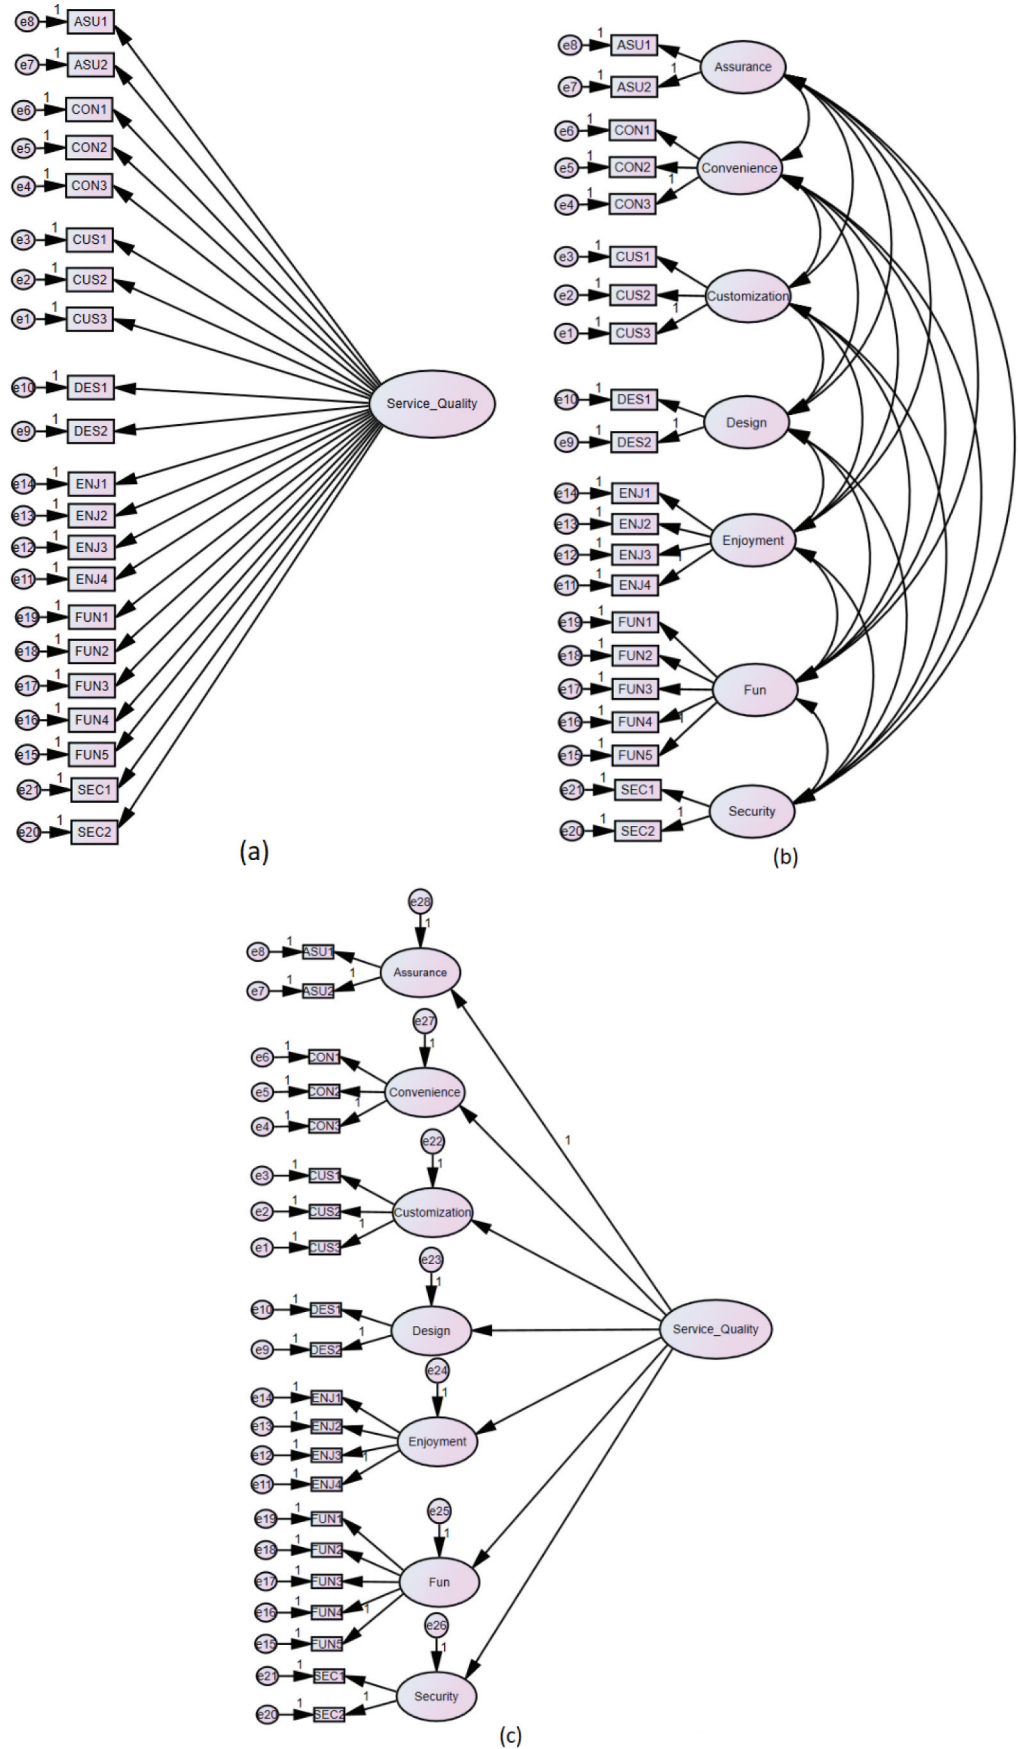 e8 1 ASU1
e7 1 ASU2
e6 1 CON1
e5 1 CON2
e4 1 CON3
e3 1 CUS1
e2 1 CUS2
e1 1 CUS3
e10 1 DES1
Service_Quality
e9 1 DES2
e14 1 ENJ1
e13 1 ENJ2
e12 1 ENJ3
e11 1 ENJ4
e19 1 FUN1
e18 1 FUN2
e17 1 FUN3
e16 1 FUN4
e15 1 FUN5
e21 1 SEC1
e20 1 SEC2
(a)
e8 1 ASU1
Assurance
e7 1 ASU2 1
e6 1 CON1
e5 1 CON2 Convenience
e4 1 CON3 1
e3 1 CUS1
e2 1 CUS2 Customization
e1 1 CUS3 1
e10 1 DES1
Design
e9 1 DES2 1
e14 1 ENJ1
e13 1 ENJ2
Enjoyment
e12 1 ENJ3 1
e11 1 ENJ4
e19 1 FUN1
e18 1 FUN2
e17 1 FUN3 Fun
e16 1 FUN4 1
e15 1 FUN5
e21 1 SEC1
Security
e20 1 SEC2 1
(b)
e28
1
e8 1 ASU1
Assurance
e7 1 ASU2 1
e27
1
e6 1 CON1
e5 1 CON2 Convenience
e4 1 CON3 1
1
e22
1
e3 1 CUS1
e2 1 CUS2 Customization
e1 1 CUS3 1
e23
1
e10 1 DES1
Design
Service_Quality
e9 1 DES2 1
e24
1
e14 1 ENJ1
e13 1 ENJ2
Enjoyment
e12 1 ENJ3 1
e11 1 ENJ4
e25
1
e19 1 FUN1
e18 1 FUN2
e17 1 FUN3 Fun
e16 1 FUN4 1
e15 1 FUN5
e26
1
e21 1 SEC1
Security
e20 1 SEC2 1
(c)